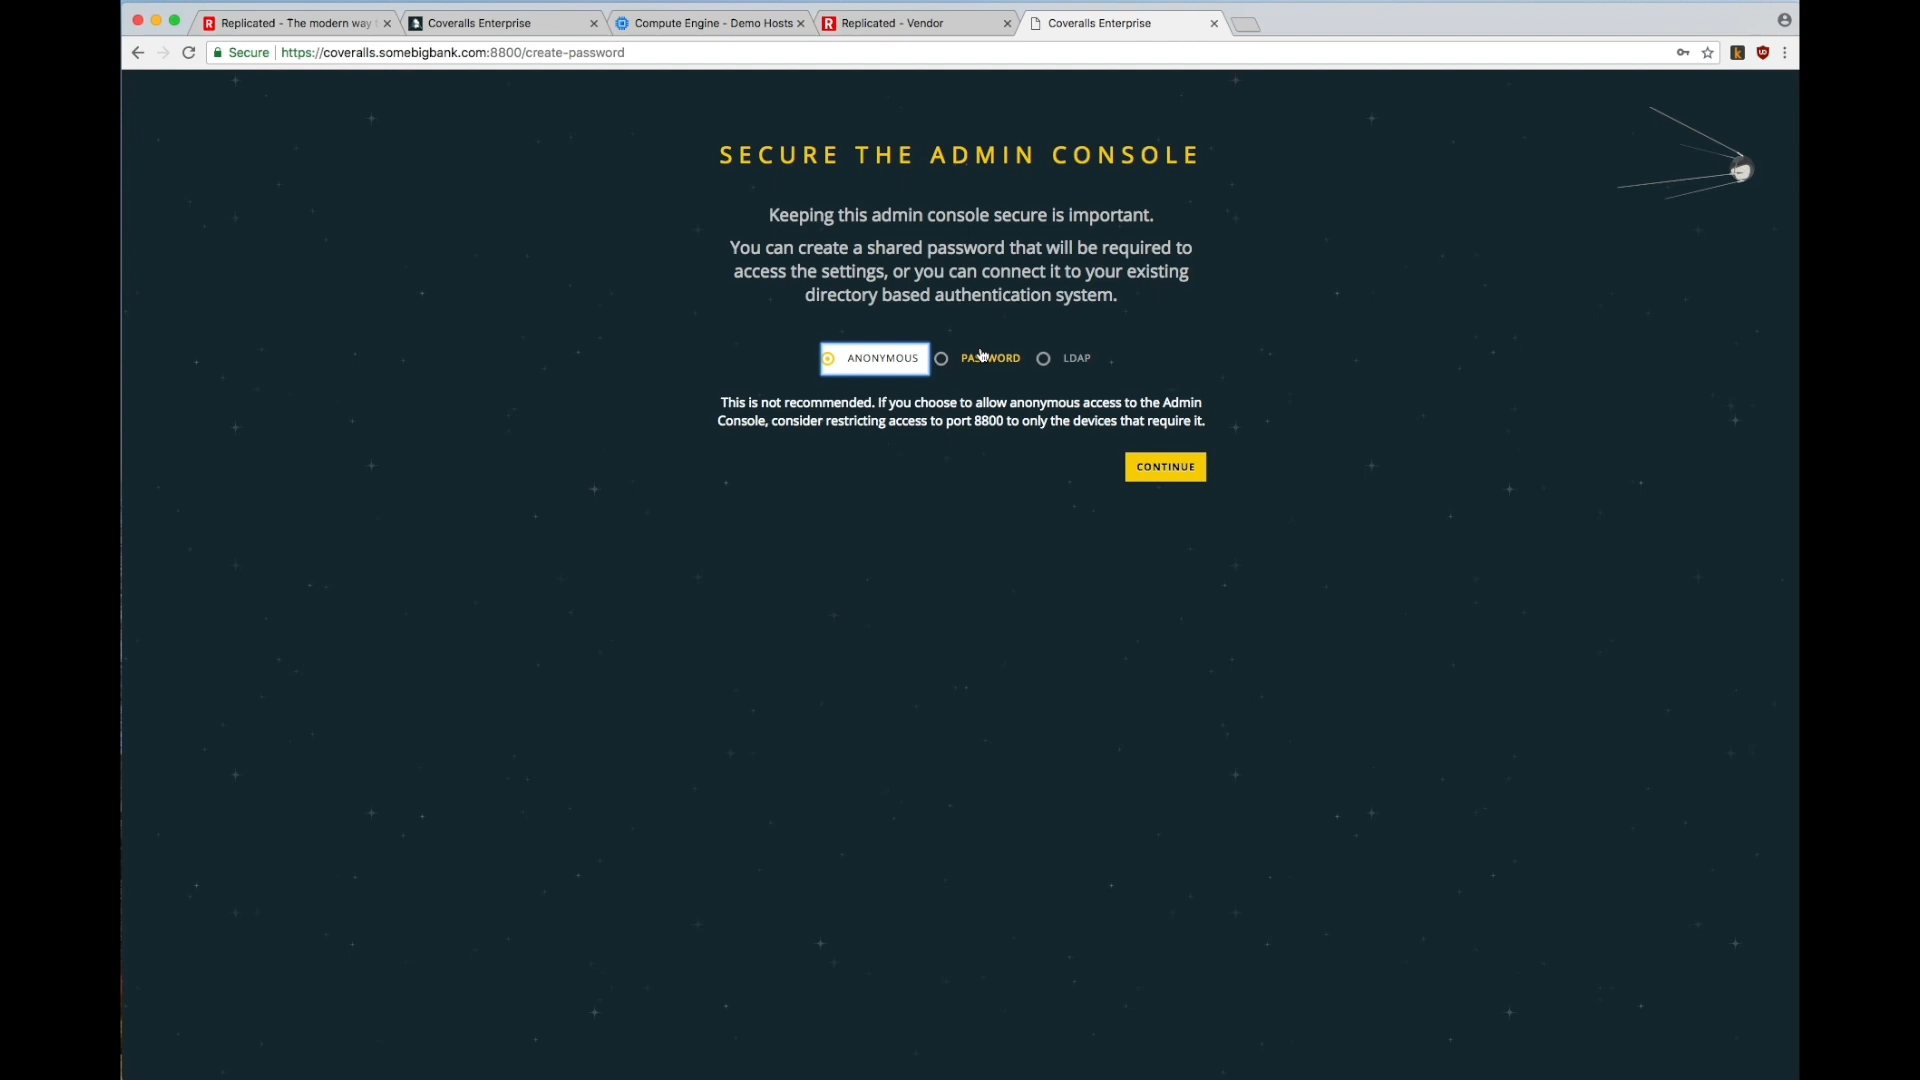 Replicated - The modern way
Coveralls Enterprise
Compute Engine - Demo Hosts
Replicated - Vendor
Coveralls Enterprise
Secure
https://coveralls.somebigbank.com:8800/create-password
SECURE THE ADMIN CONSOLE
Keeping this admin console secure is important.
You can create a shared password that will be required to
access the settings, or you can connect it to your existing
directory based authentication system.
ANONYMOUS
PASSWORD
LDAP
This is not recommended. If you choose to allow anonymous access to the Admin
Console, consider restricting access to port 8800 to only the devices that require it.
CONTINUE